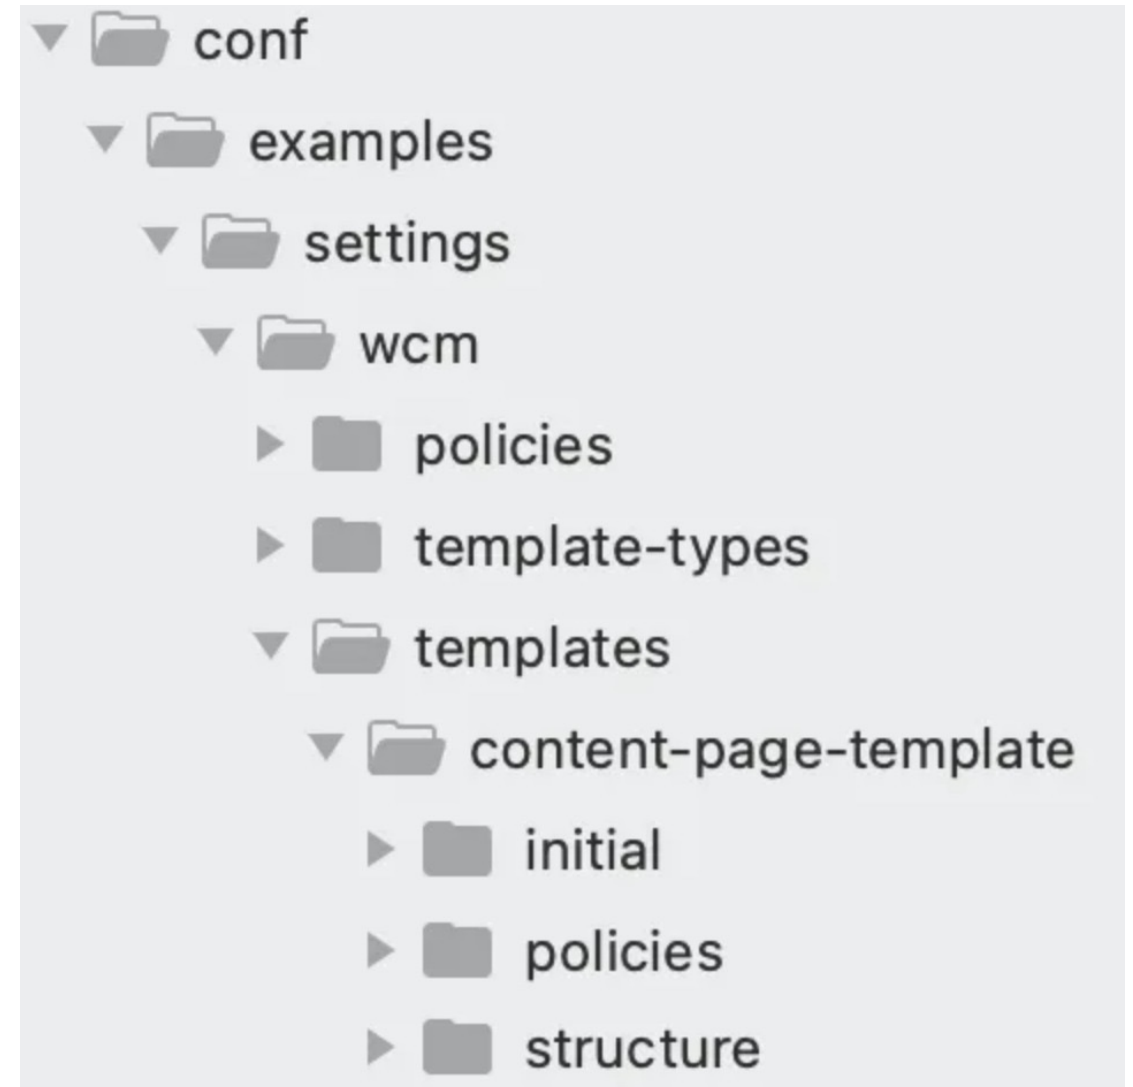 conf
examples
settings
wcm
policies
template-types
templates
content-page-template
initial
policies
structure